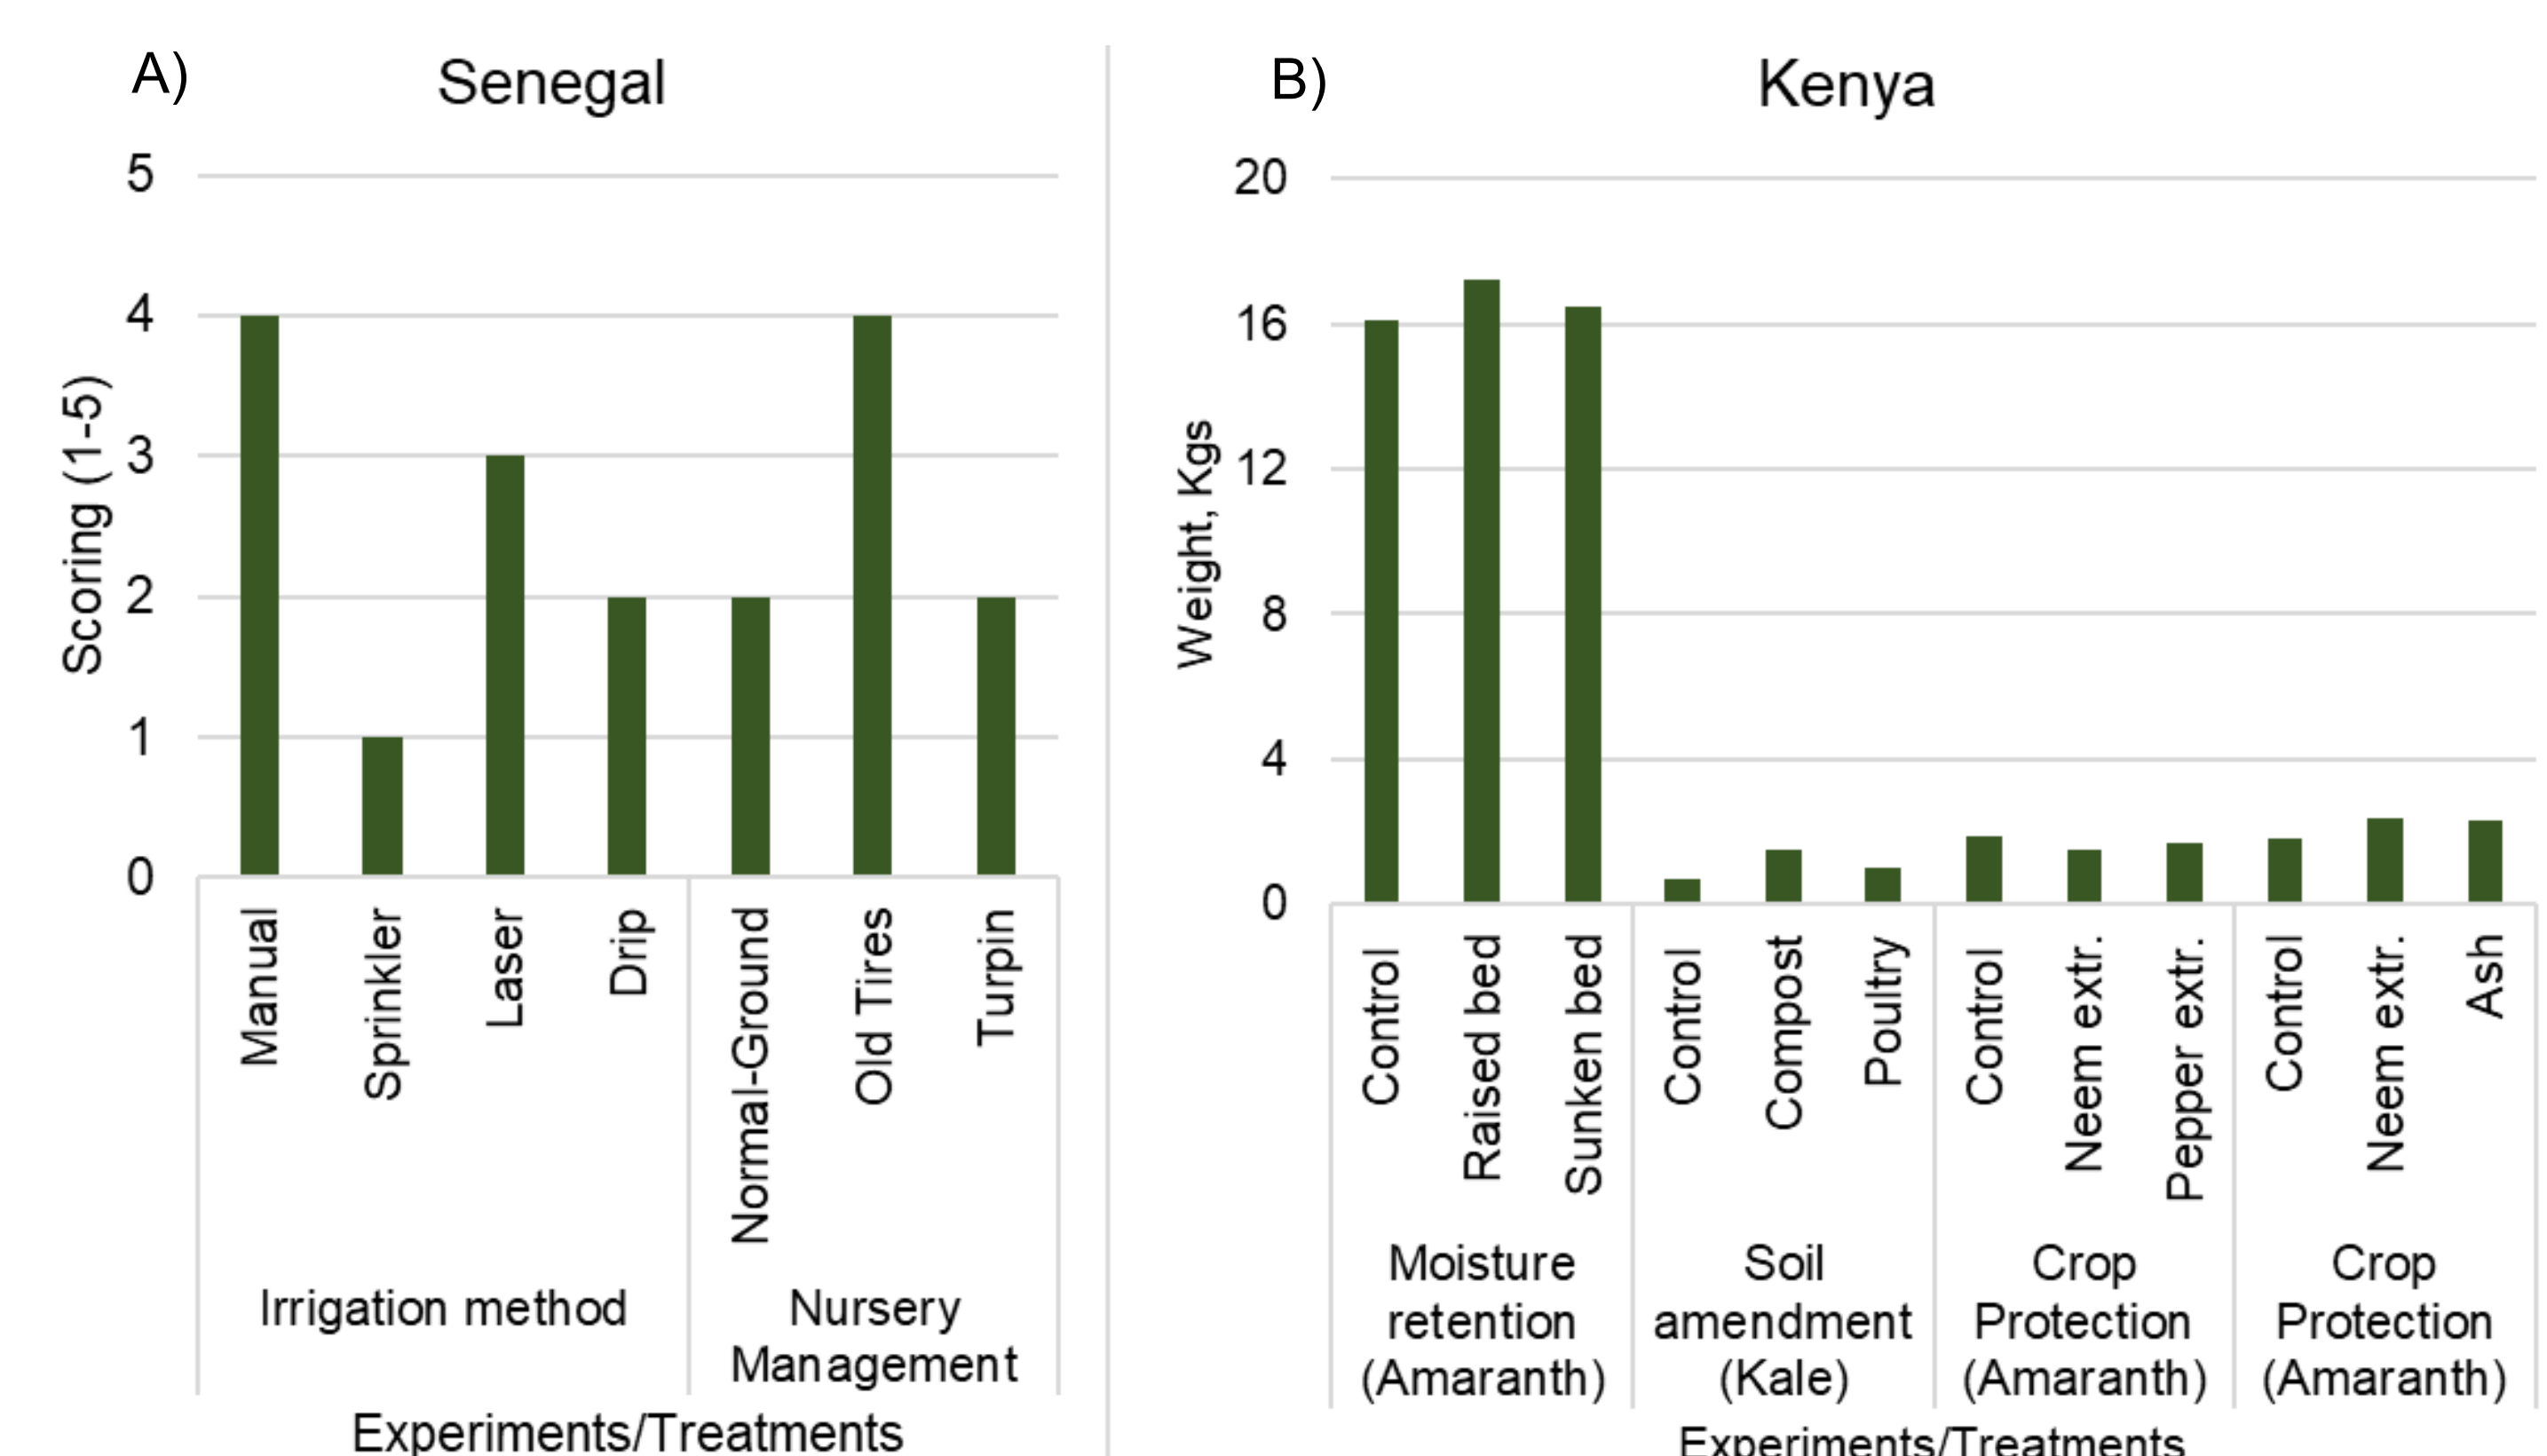 A)
Senegal
Scoring (1-5)
5
4
3
2
1
0
Manual
Sprinkler
Laser
Drip
Normal-Ground
Old Tires
Turpin
Irrigation method
Nursery
Management
Experiments/Treatments
B)
Kenya
Weight, Kgs
20
16
12
8
4
0
Control
Raised bed
Sunken bed
Control
Compost
Poultry
Control
Neem extr.
Pepper extr.
Control
Neem extr.
Ash
Moisture
retention
(Amaranth)
Soil
amendment
(Kale)
Crop
Protection
(Amaranth)
Crop
Protection
(Amaranth)
Experiments/Treatments